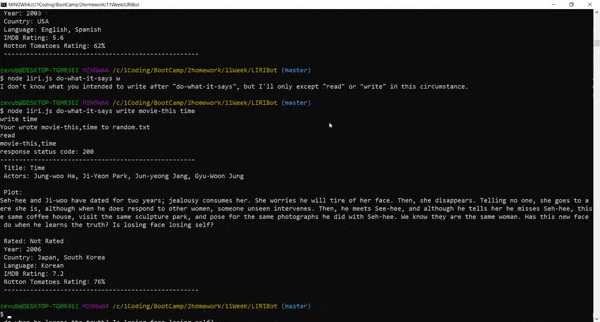 MINGW64:/c/1Coding/BootCamp/2homework/11Week/LIRIBot
Year: 2003
Country: USA
Language: English, Spanish
IMDB Rating: 5.6
Rotton Tomatoes Rating: 62%
--------------------------------------------------
zevub@DESKTOP-TGMR3EI MINGW64 /c/1Coding/BootCamp/2homework/11Week/LIRIBot (master)
$ node liri.js do-what-it-says w
I don't know what you intended to write after "do-what-it-says", but I'll only except "read" or "write" in this circumstance.
zevub@DESKTOP-TGMR3EI MINGW64 /c/1Coding/BootCamp/2homework/11Week/LIRIBot (master)
$ node liri.js do-what-it-says write movie-this time
write time
Your wrote movie-this,time to random.txt
read
movie-this,time
response status code: 200
--------------------------------------------------
Title: Time
Actors: Jung-woo Ha, Ji-Yeon Park, Jun-yeong Jang, Gyu-Woon Jung
Plot:
Seh-hee and Ji-woo have dated for two years; jealousy consumes her. She worries he will tire of her face. Then, she disappears. Telling no one, she goes to a
ere she is, although when he does respond to other women, someone unseen intervenes. Then, he meets See-hee, and although he tells her he misses Seh-hee, this
same coffee house, visit the same sculpture park, and pose for the same photographs he did with Seh-hee. We know they are the same woman. Has this new face
do when he learns the truth? Is losing face losing self?
Rated: Not Rated
Year: 2006
Country: Japan, South Korea
Language: Korean
IMDB Rating: 7.2
Rotton Tomatoes Rating: 76%
--------------------------------------------------
zevub@DESKTOP-TGMR3EI MINGW64 /c/1Coding/BootCamp/2homework/11Week/LIRIBot (master)
$
do when he learns the truth? Is losing face losing self?